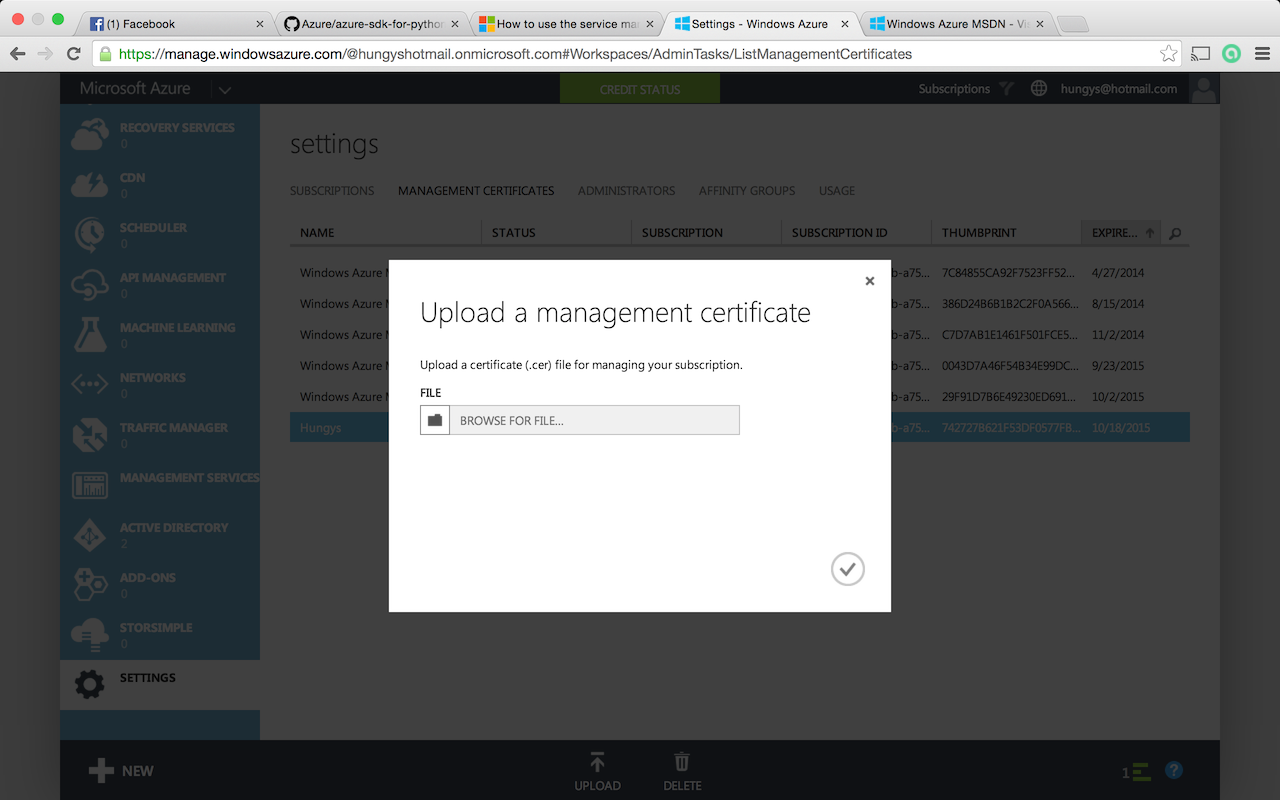 (1) Facebook
Azure/azure-sdk-for-python
How to use the service ma
Settings - Windows Azure
Windows Azure MSDN - Vi
https://manage.windowsazure.com/@hungyshotmail.onmicrosoft.com#Workspaces/AdminTasks/ListManagementCertificates
Microsoft Azure
CREDIT STATUS
Subscriptions
hungys@hotmail.com
RECOVERY SERVICES
0
CDN
0
SCHEDULER
0
API MANAGEMENT
0
MACHINE LEARNING
0
NETWORKS
0
TRAFFIC MANAGER
0
MANAGEMENT SERVICES
ACTIVE DIRECTORY
2
ADD-ONS
0
STORSIMPLE
0
SETTINGS
settings
SUBSCRIPTIONS MANAGEMENT CERTIFICATES ADMINISTRATORS AFFINITY GROUPS USAGE
NAME STATUS SUBSCRIPTION SUBSCRIPTION ID THUMBPRINT EXPIRE...
Windows Azure b-a75... 7C84855CA92F7523FF52... 4/27/2014
Windows Azure b-a75... 386D24B6B1B2C2F0A566... 8/15/2014
Windows Azure b-a75... C7D7AB1E1461F501FCE5... 11/2/2014
Windows Azure b-a75... 0043D7A46F54B34E99DC... 9/23/2015
Windows Azure b-a75... 29F91D7B6E49230ED691... 10/2/2015
Hungys b-a75... 742727B621F53DF0577FB... 10/18/2015
Upload a management certificate
Upload a certificate (.cer) file for managing your subscription.
FILE
BROWSE FOR FILE...
NEW
UPLOAD
DELETE
1
?